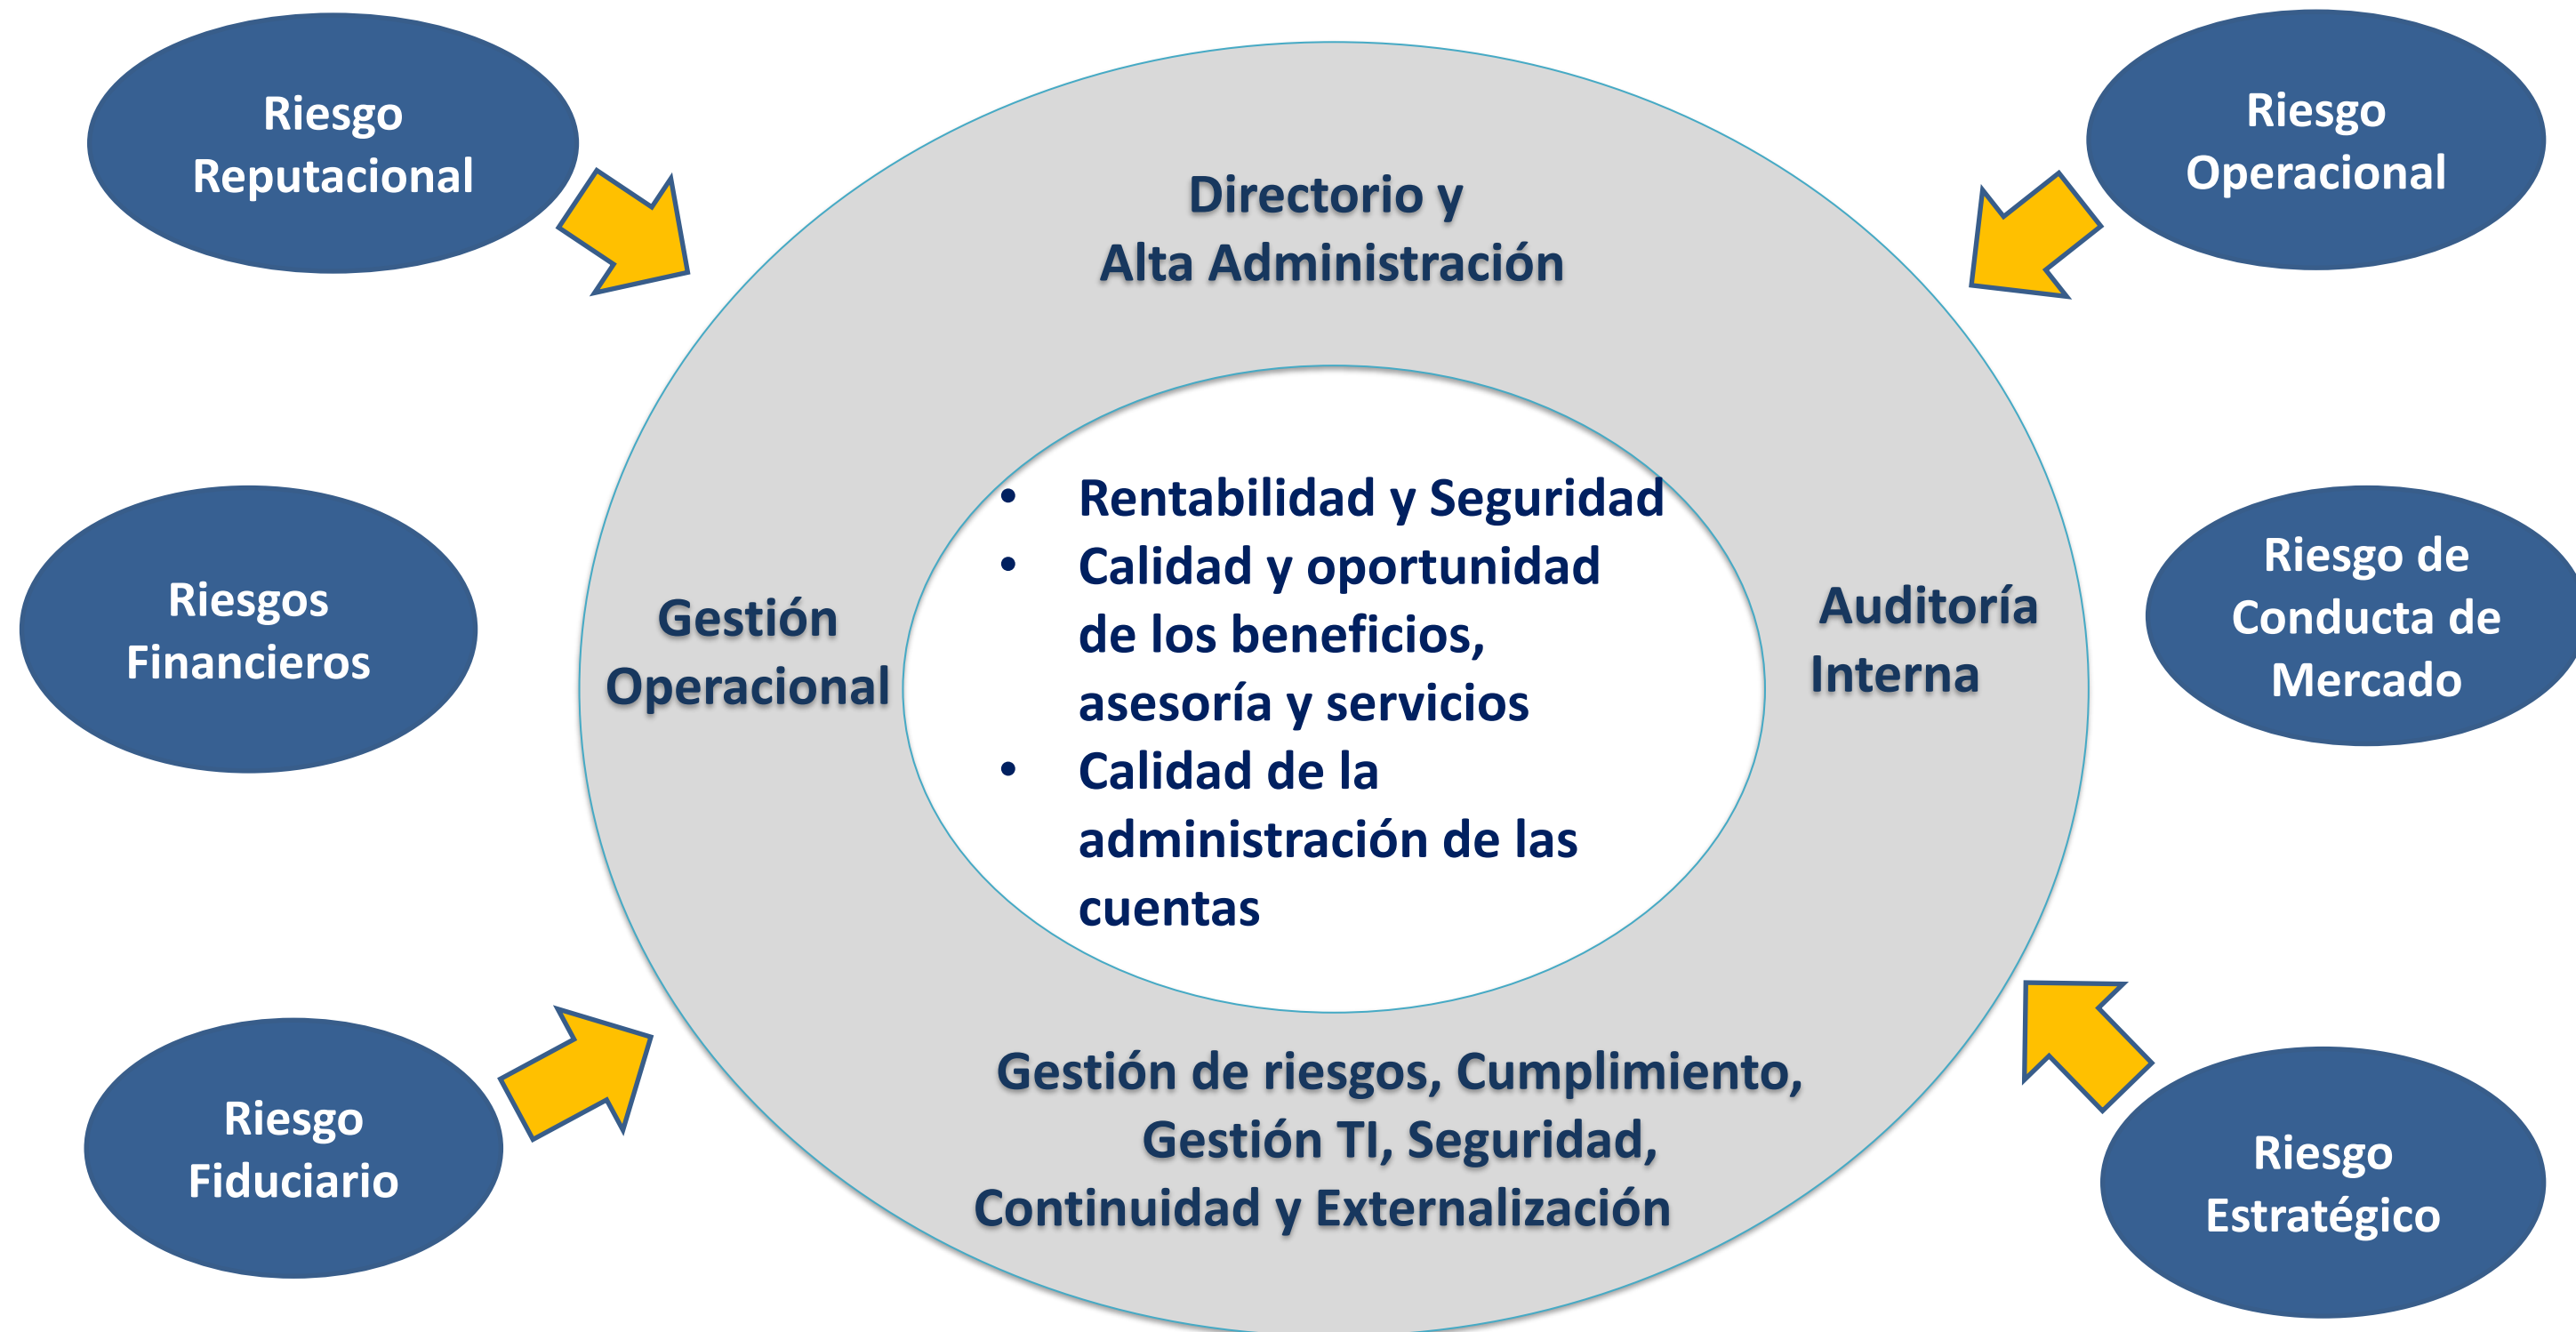 Riesgo
Reputacional
Riesgo
Operacional
Directorio y
Alta Administración
Riesgos
Financieros
Gestión
Operacional
• Rentabilidad y Seguridad
• Calidad y oportunidad
de los beneficios,
asesoría y servicios
• Calidad de la
administración de las
cuentas
Auditoría
Interna
Riesgo de
Conducta de
Mercado
Riesgo
Fiduciario
Gestión de riesgos, Cumplimiento,
Gestión TI, Seguridad,
Continuidad y Externalización
Riesgo
Estratégico